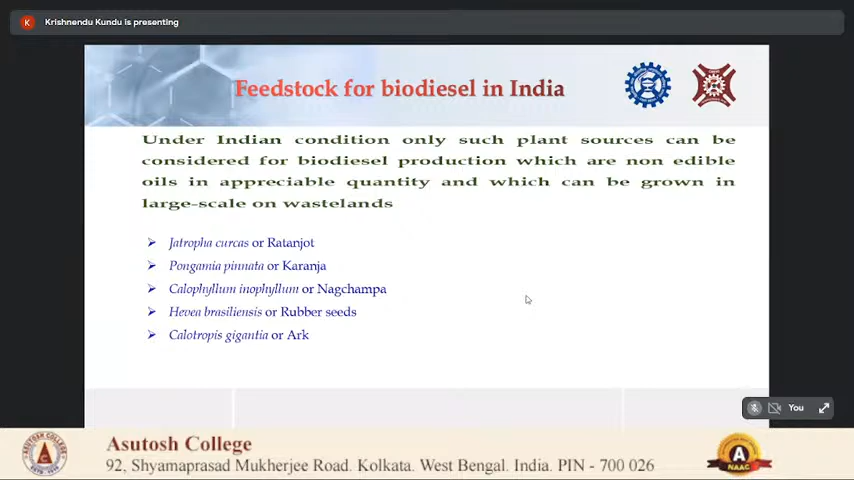 K Krishnendu Kundu is presenting
Feedstock for biodiesel in India
Under Indian condition only such plant sources can be
considered for biodiesel production which are non edible
oils in appreciable quantity and which can be grown in
large-scale on wastelands
Jatropha curcas or Ratanjot
Pongamia pinnata or Karanja
Calophyllum inophyllum or Nagchampa
Hevea brasiliensis or Rubber seeds
Calotropis gigantia or Ark
You
Asutosh College
92, Shyamaprasad Mukherjee Road. Kolkata. West Bengal. India. PIN - 700 026
ASUTOSH COLLEGE
A
NAAC